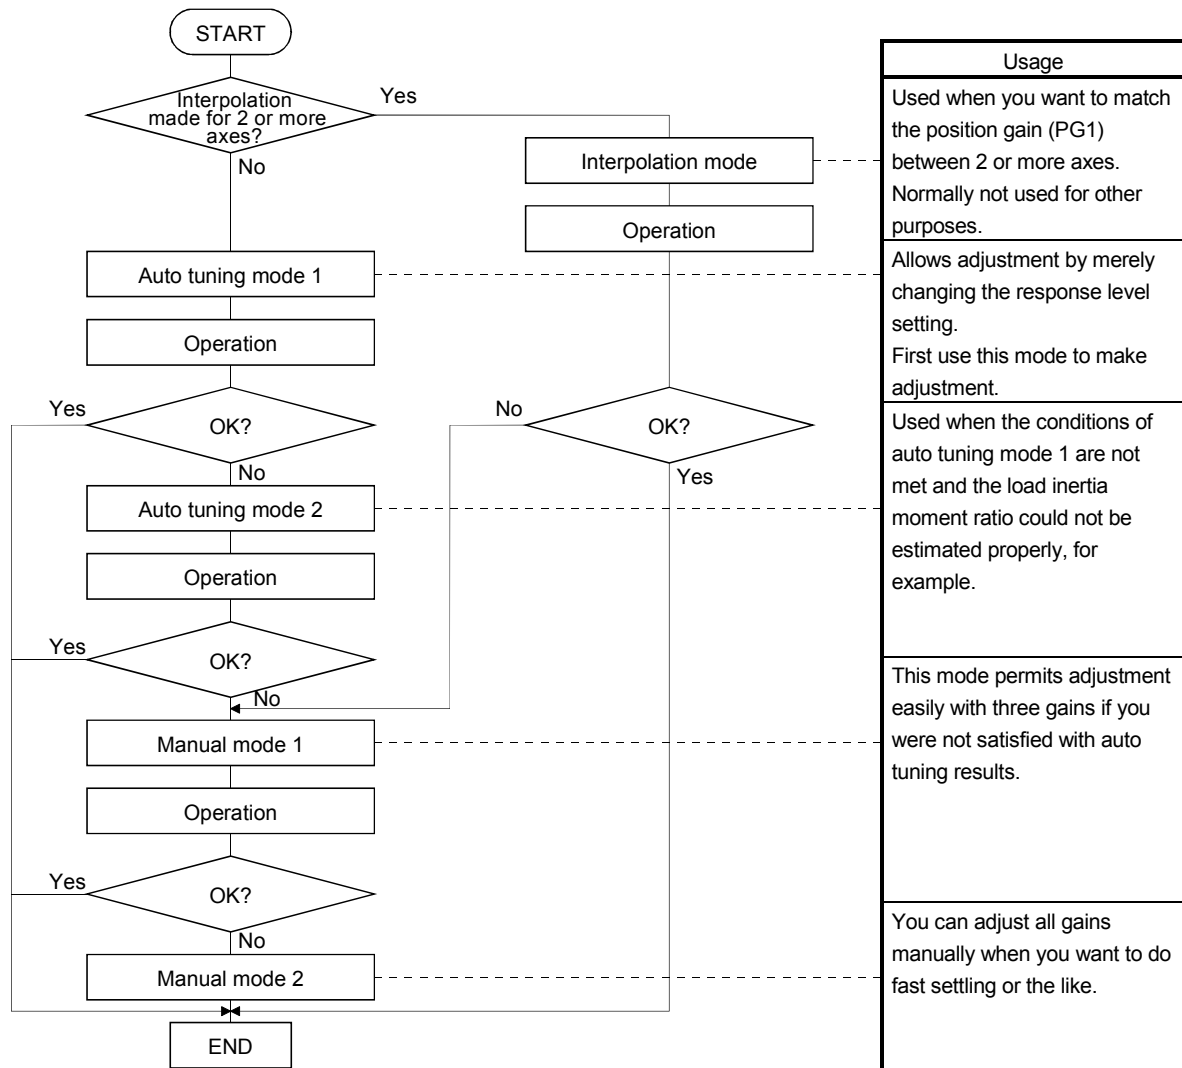 START
Interpolation
made for 2 or more
axes?
Yes
No
Interpolation mode
Operation
Auto tuning mode 1
Operation
Yes
OK?
No
No
OK?
Yes
Auto tuning mode 2
Operation
Yes
OK?
No
Manual mode 1
Operation
Yes
OK?
No
Manual mode 2
END
Usage
Used when you want to match
the position gain (PG1)
between 2 or more axes.
Normally not used for other
purposes.
Allows adjustment by merely
changing the response level
setting.
First use this mode to make
adjustment.
Used when the conditions of
auto tuning mode 1 are not
met and the load inertia
moment ratio could not be
estimated properly, for
example.
This mode permits adjustment
easily with three gains if you
were not satisfied with auto
tuning results.
You can adjust all gains
manually when you want to do
fast settling or the like.